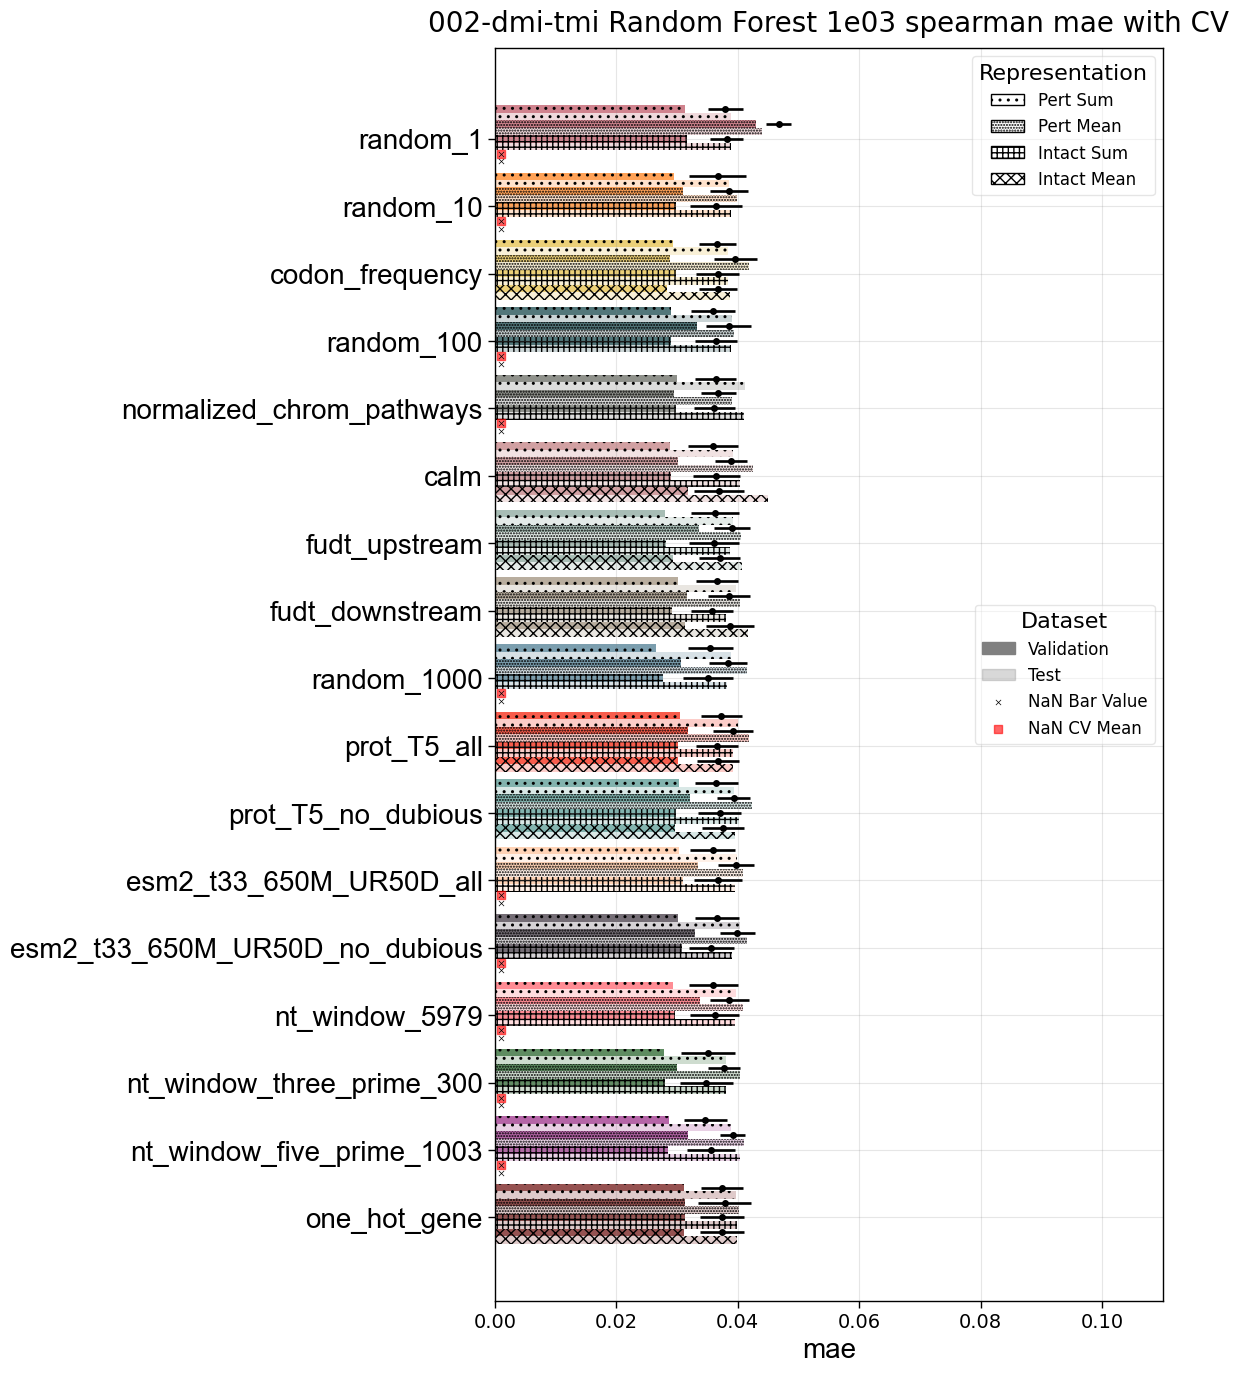 002-dmi-tmi Random Forest 1e03 spearman mae with CV
Representation
Pert Sum
Pert Mean
Intact Sum
Intact Mean
random_1
random_10
codon_frequency
random_100
normalized_chrom_pathways
calm
fudt_upstream
fudt_downstream
random_1000
prot_T5_all
prot_T5_no_dubious
esm2_t33_650M_UR50D_all
esm2_t33_650M_UR50D_no_dubious
nt_window_5979
nt_window_three_prime_300
nt_window_five_prime_1003
one_hot_gene
Dataset
Validation
Test
NaN Bar Value
NaN CV Mean
0.00 0.02 0.04 0.06 0.08 0.10
mae